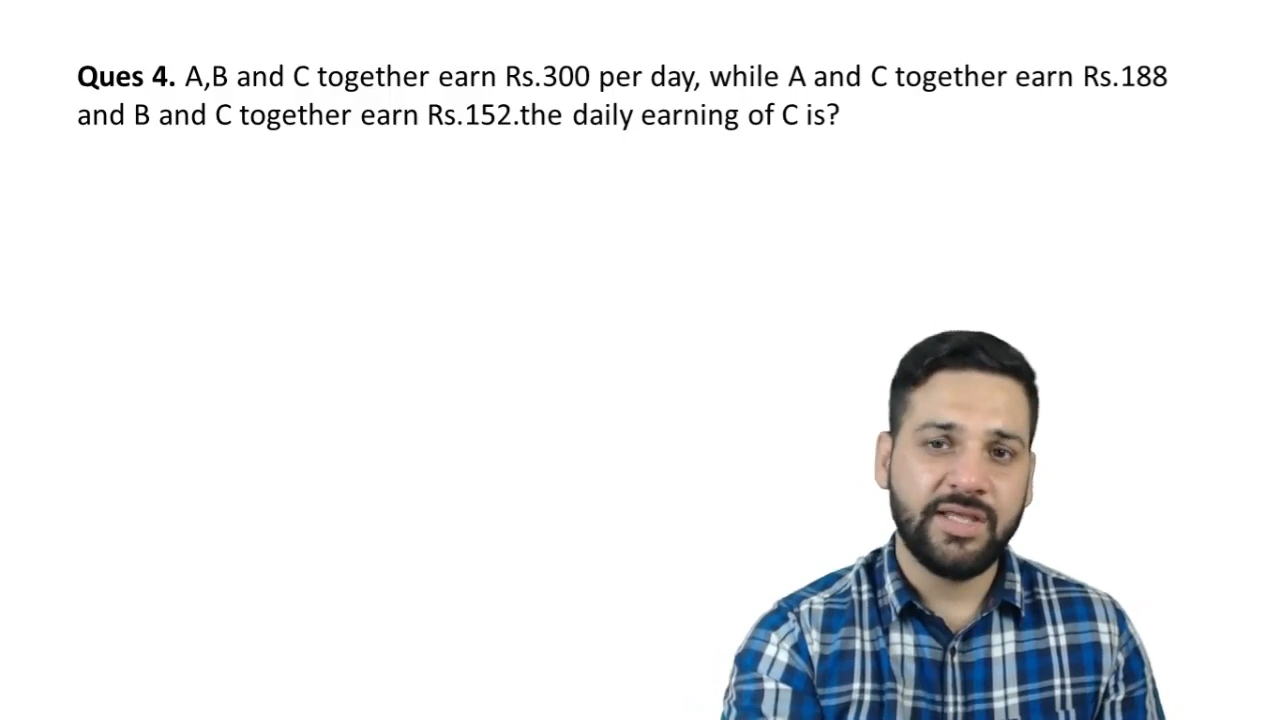 Ques 4. A,B and C together earn Rs.300 per day, while A and C together earn Rs.188
and B and C together earn Rs.152.the daily earning of C is?